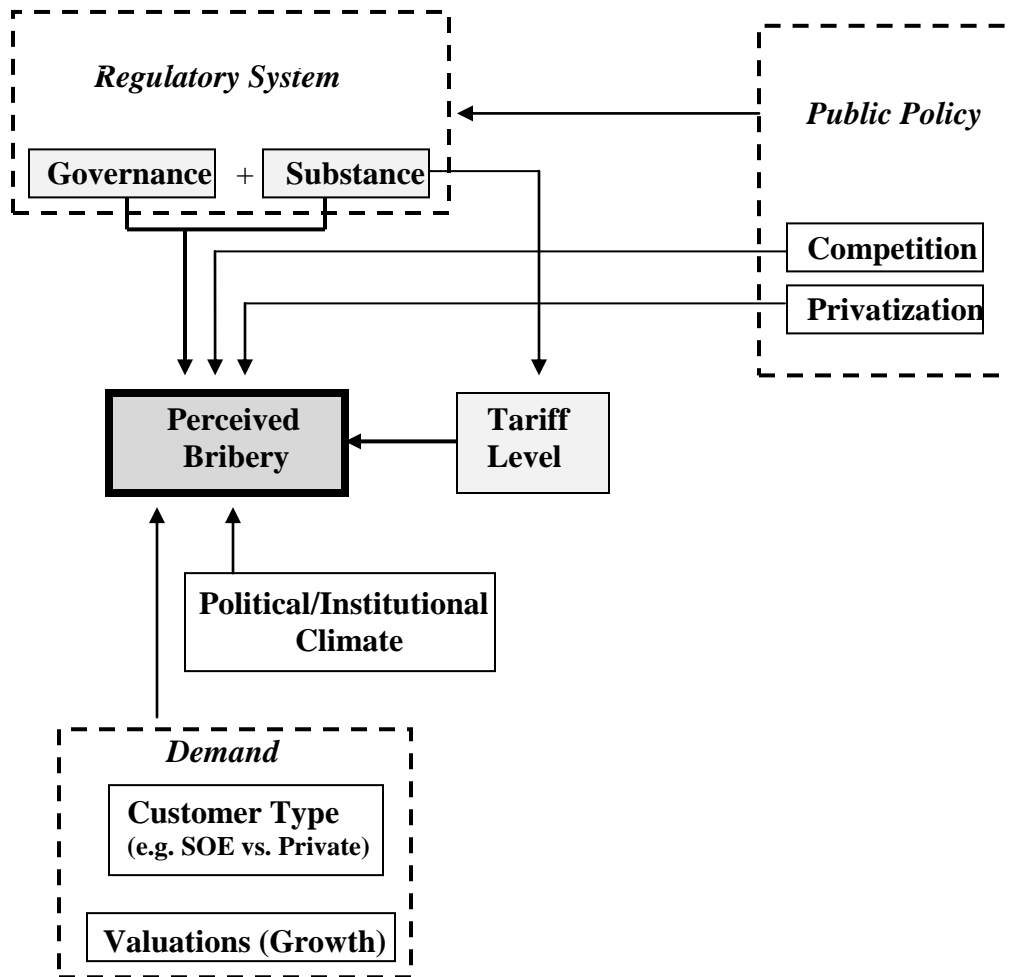 Regulatory System
Public Policy
Governance + Substance
Competition
Privatization
Perceived
Bribery
Tariff
Level
Political/Institutional
Climate
Demand
Customer Type
(e.g. SOE vs. Private)
Valuations (Growth)